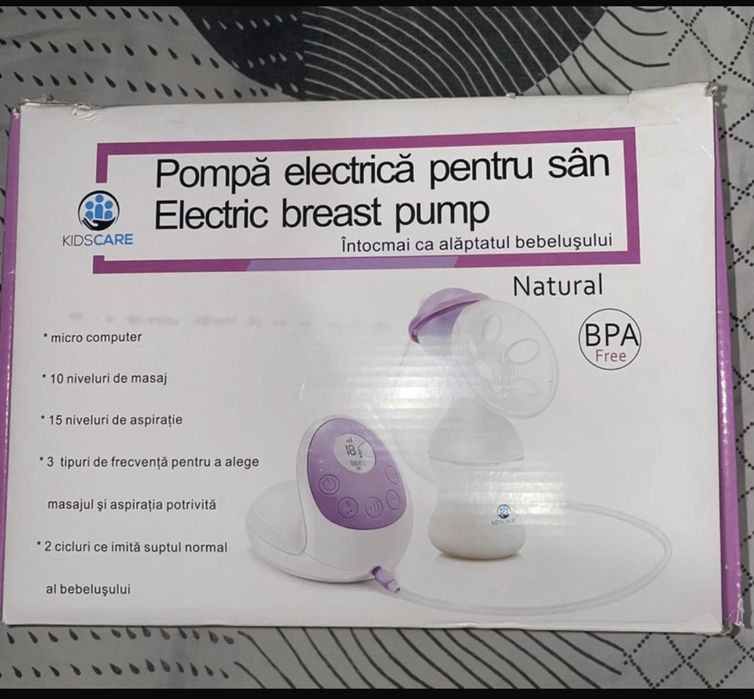 Pompă electrică pentru sân
Electric breast pump
KIDSCARE
Întocmai ca alăptatul bebelușului
Natural
BPA
Free
* micro computer
* 10 niveluri de masaj
* 15 niveluri de aspirație
* 3 tipuri de frecvență pentru a alege
masajul și aspirația potrivită
* 2 cicluri ce imită suptul normal
al bebelușului
18
KIDSCARE